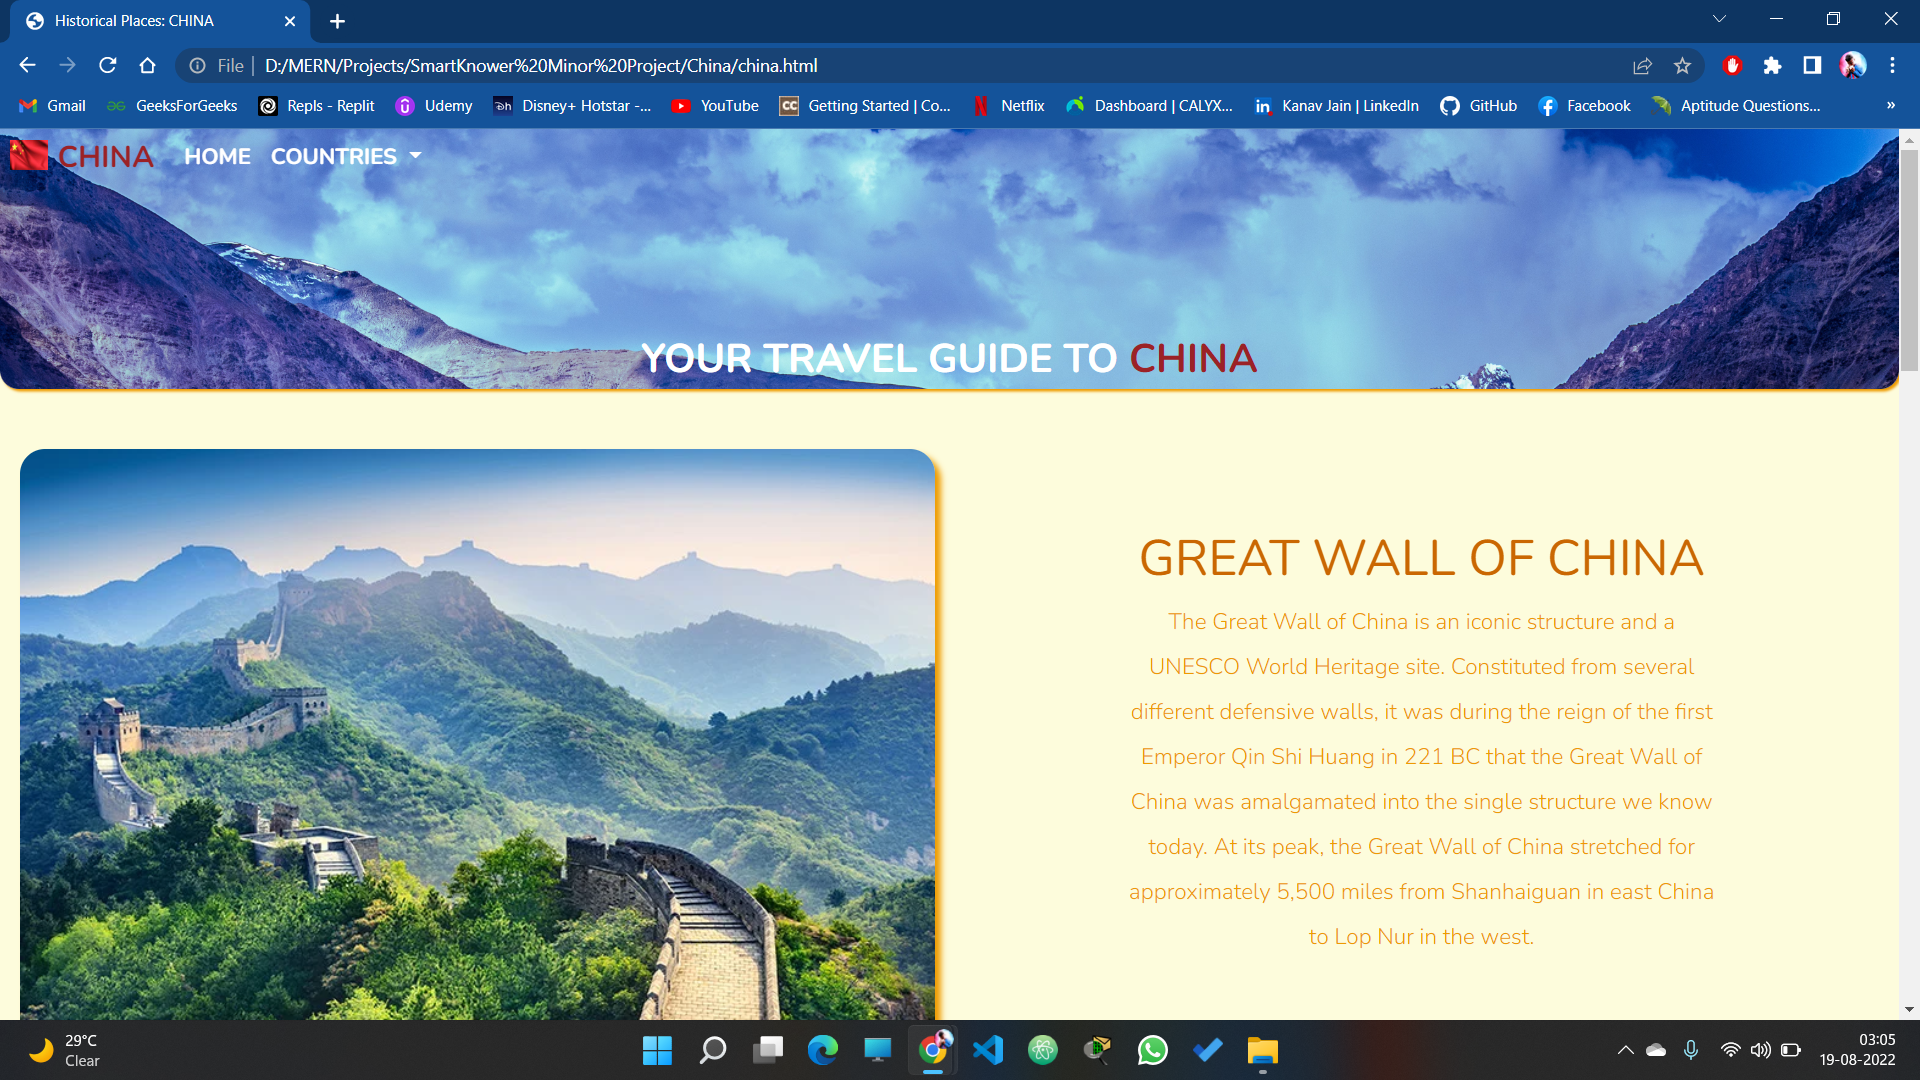 Historical Places: CHINA
File | D:/MERN/Projects/SmartKnower%20Minor%20Project/China/china.html
Gmail GeeksForGeeks Repls - Replit Udemy Disney+ Hotstar -... YouTube Getting Started | Co... Netflix Dashboard | CALYX... Kanav Jain | LinkedIn GitHub Facebook Aptitude Questions... »
CHINA HOME COUNTRIES
YOUR TRAVEL GUIDE TO CHINA
GREAT WALL OF CHINA
The Great Wall of China is an iconic structure and a
UNESCO World Heritage site. Constituted from several
different defensive walls, it was during the reign of the first
Emperor Qin Shi Huang in 221 BC that the Great Wall of
China was amalgamated into the single structure we know
today. At its peak, the Great Wall of China stretched for
approximately 5,500 miles from Shanhaiguan in east China
to Lop Nur in the west.
29°C
Clear
03:05
19-08-2022